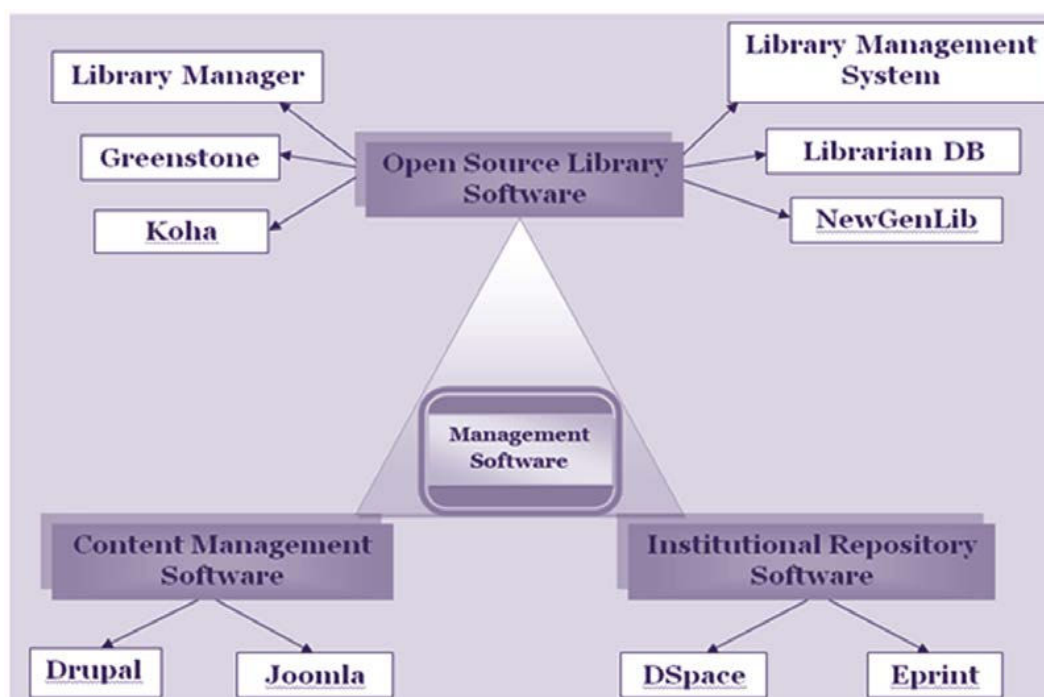 Library Manager
Greenstone
Koha
Open Source Library
Software
Library Management
System
Librarian DB
NewGenLib
Management
Software
Content Management
Software
Drupal
Joomla
Institutional Repository
Software
DSpace
Eprint